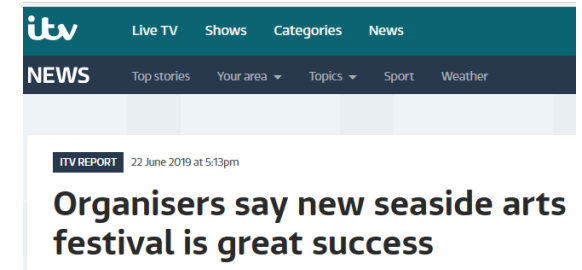 itv Live TV Shows Categories News
NEWS Top stories Your area Topics Sport Weather
ITV REPORT 22 June 2019 at 5:13pm
Organisers say new seaside arts
festival is great success